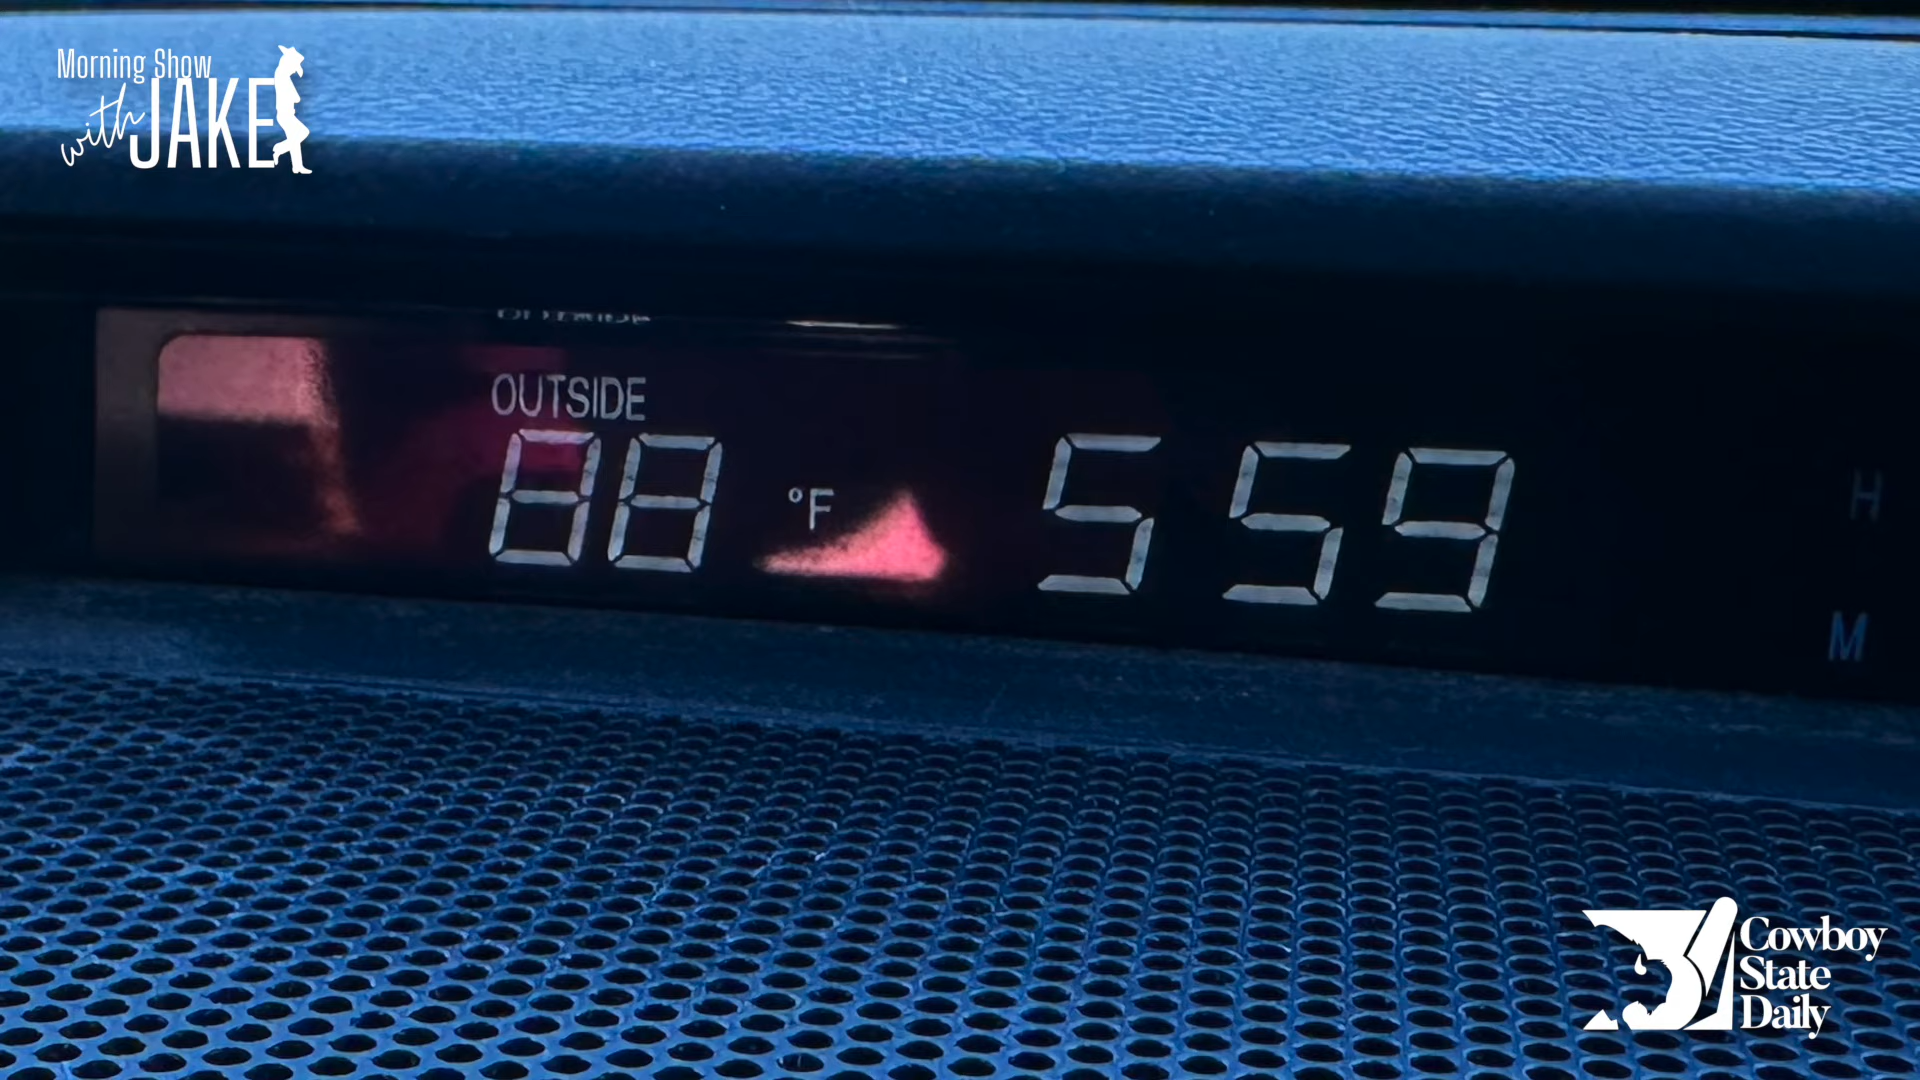 Morning Show
with JAKE
OUTSIDE
88 °F 5 59
H
M
Cowboy
State
Daily